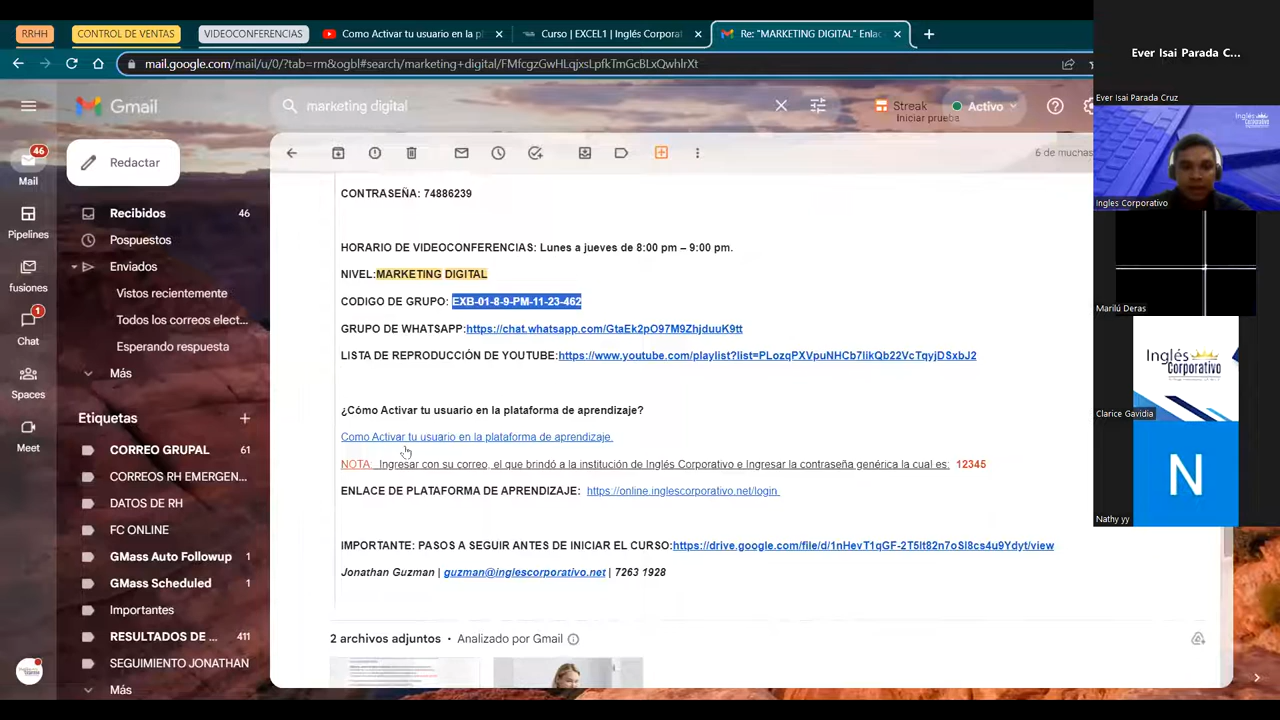 RRHH
CONTROL DE VENTAS
VIDEOCONFERENCIAS
Como Activar tu usuario en la p
Curso | EXCEL1 | Inglés Corporat
Re: "MARKETING DIGITAL" Enlac
mail.google.com/mail/u/0/?tab=rm&ogbl#search/marketing+digital/FMfcgzGwHLqjxsLpfkTmGcBLxQwhlrXt
Gmail
marketing digital
Streak
Iniciar prueba
Activo
46
Mail
Pipelines
fusiones
1
Chat
Spaces
Meet
Redactar
Recibidos 46
Pospuestos
Enviados
Vistos recientemente
Todos los correos elect...
Esperando respuesta
Más
Etiquetas
CORREO GRUPAL 61
CORREOS RH EMERGEN...
DATOS DE RH
FC ONLINE
GMass Auto Followup 1
GMass Scheduled 1
Importantes
RESULTADOS DE ... 411
SEGUIMIENTO JONATHAN
Más
6 de muchas
CONTRASEÑA: 74886239
HORARIO DE VIDEOCONFERENCIAS: Lunes a jueves de 8:00 pm – 9:00 pm.
NIVEL:MARKETING DIGITAL
CODIGO DE GRUPO: EXB-01-8-9-PM-11-23-462
GRUPO DE WHATSAPP:https://chat.whatsapp.com/GtaEk2pO97M9ZhjduuK9tt
LISTA DE REPRODUCCIÓN DE YOUTUBE:https://www.youtube.com/playlist?list=PLozqPXVpuNHCb7IikQb22VcTqyjDSxbJ2
¿Cómo Activar tu usuario en la plataforma de aprendizaje?
Como Activar tu usuario en la plataforma de aprendizaje.
NOTA: Ingresar con su correo, el que brindó a la institución de Inglés Corporativo e Ingresar la contraseña genérica la cual es: 12345
ENLACE DE PLATAFORMA DE APRENDIZAJE: https://online.inglescorporativo.net/login
IMPORTANTE: PASOS A SEGUIR ANTES DE INICIAR EL CURSO:https://drive.google.com/file/d/1nHevT1qGF-2T5lt82n7oSl8cs4u9Ydyt/view
Jonathan Guzman | guzman@inglescorporativo.net | 7263 1928
2 archivos adjuntos • Analizado por Gmail
Ever Isai Parada C...
Ever Isai Parada Cruz
Inglés
Corporativo
Ingles Corporativo
Marilú Deras
Inglés
Corporativo
Clarice Gavidia
N
Nathy yy